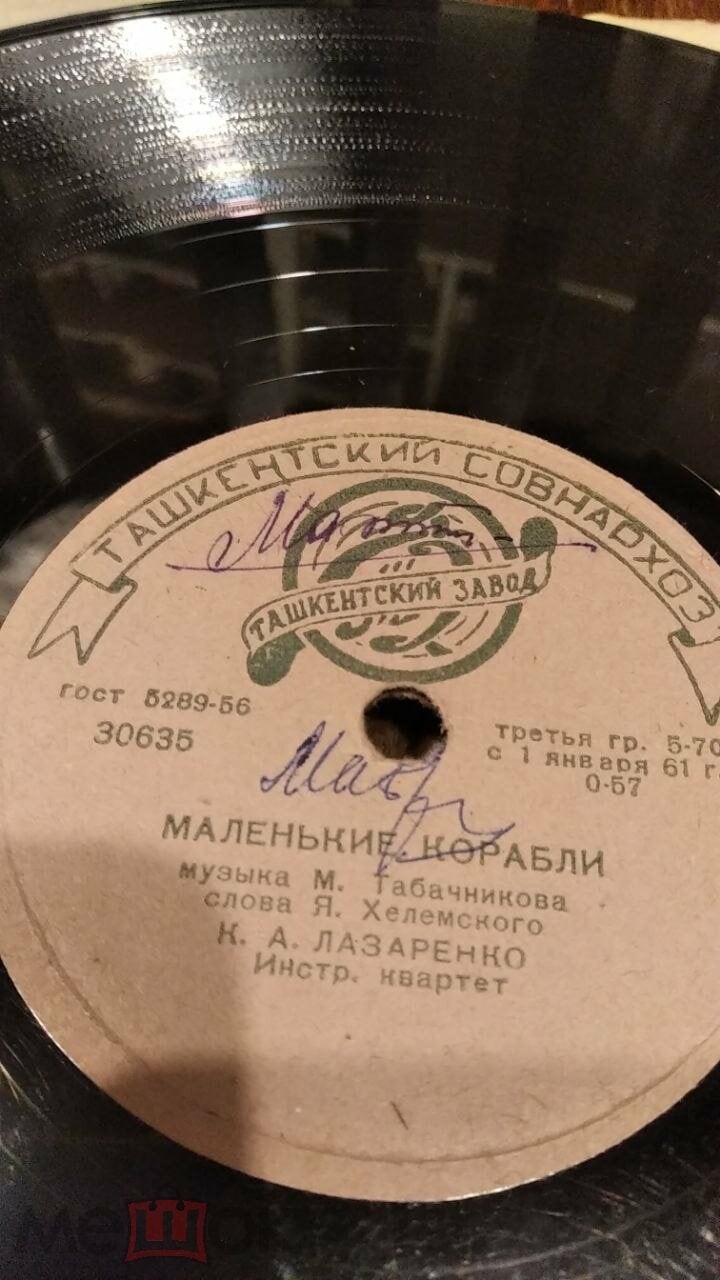 ТАШКЕНТСКИЙ СОВНАРХОЗ
ТАШКЕНТСКИЙ ЗАВОД
ГОСТ 5289-56
30635
третья гр. 5-70
с 1 января 61 г.
0-57
МАЛЕНЬКИЕ КОРАБЛИ
музыка М. Табачникова
слова Я. Хелемского
К. А. ЛАЗАРЕНКО
Инстр. квартет
мешок